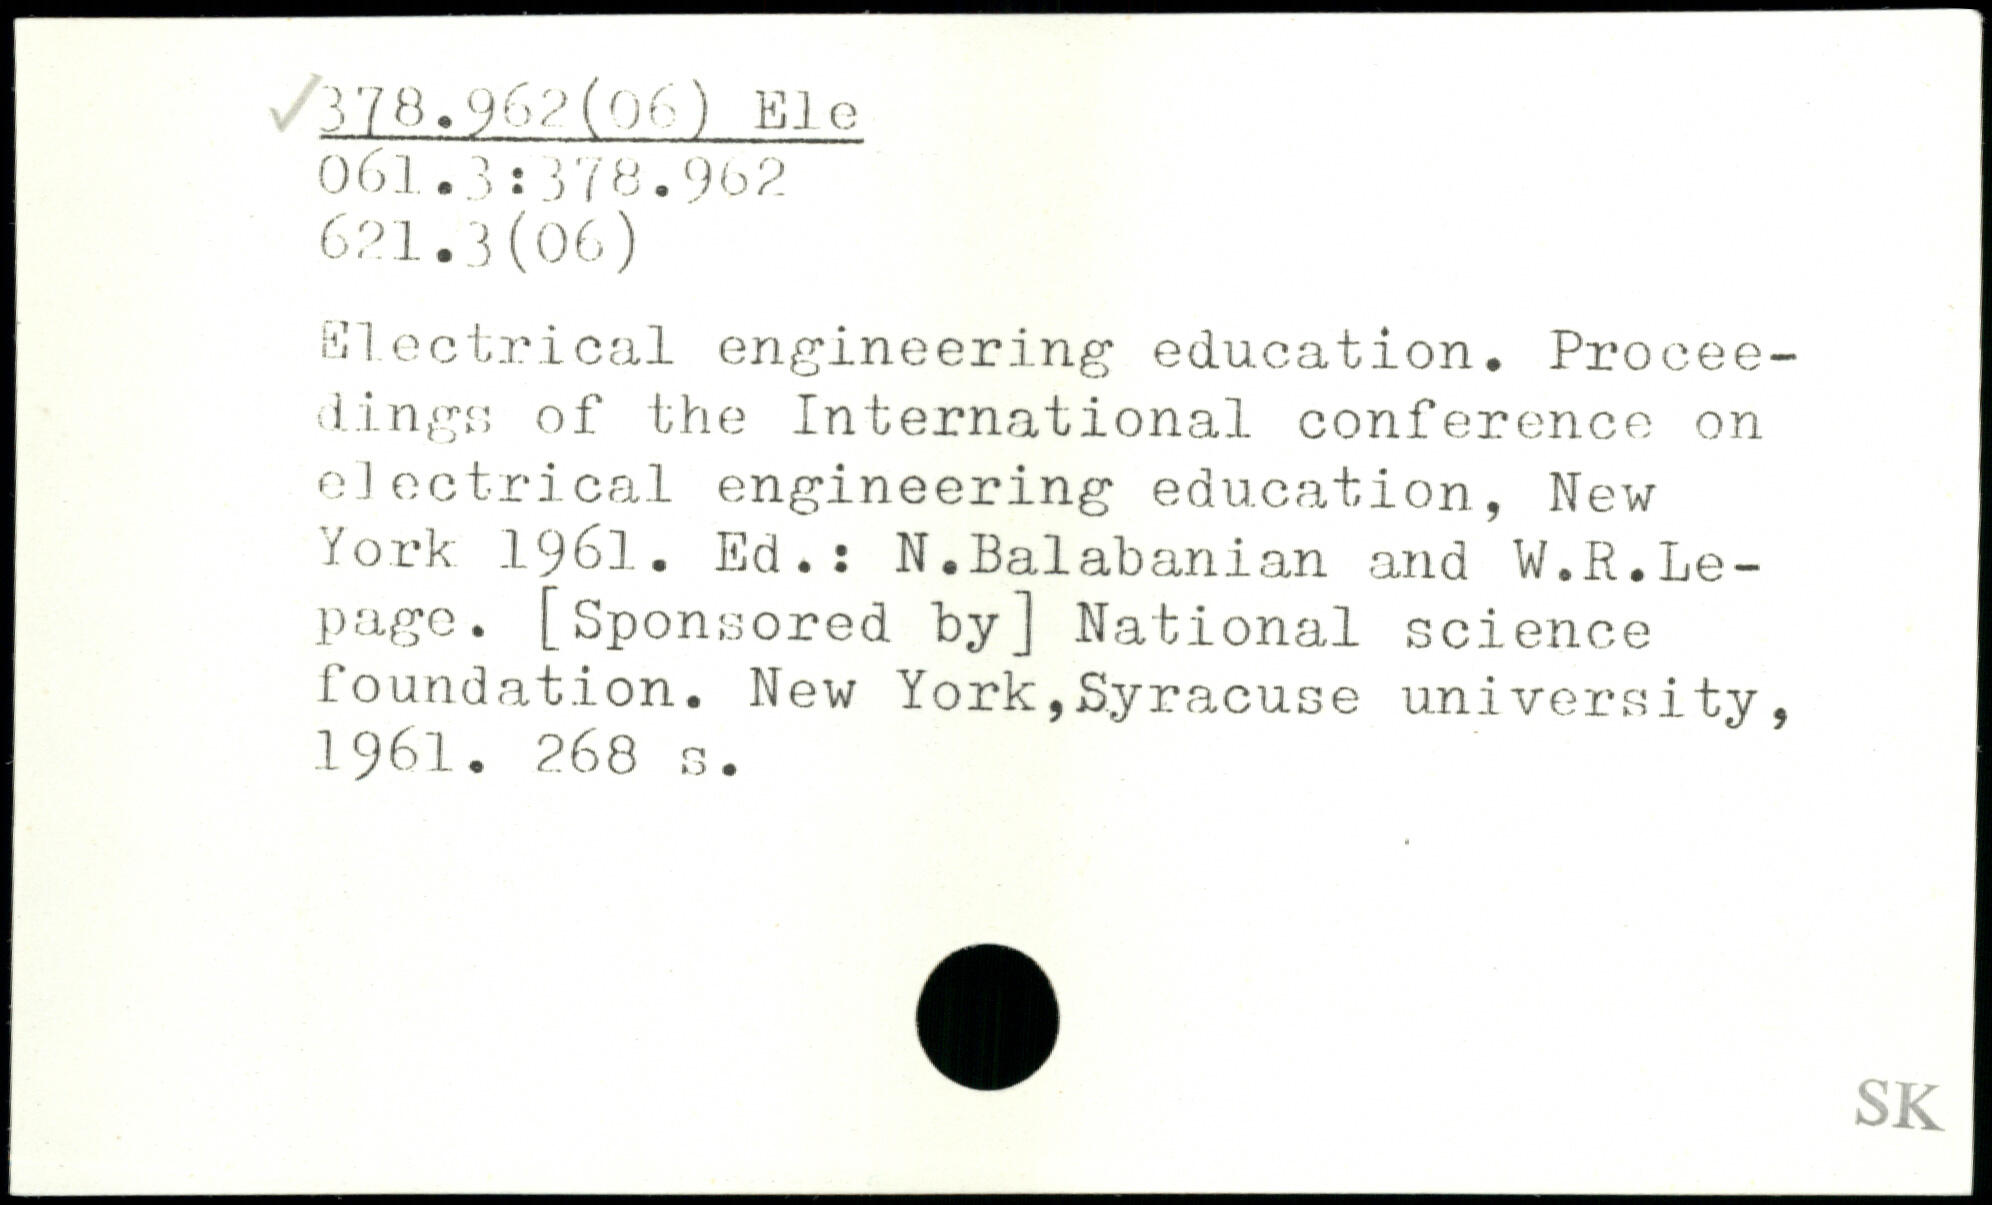 ✓378.962(06) Ele
061.3:378.962
621.3(06)
Electrical engineering education. Procee-
dings of the International conference on
electrical engineering education, New
York 1961. Ed.: N.Balabanian and W.R.Le-
page. [Sponsored by] National science
foundation. New York,Syracuse university,
1961. 268 s.
SK